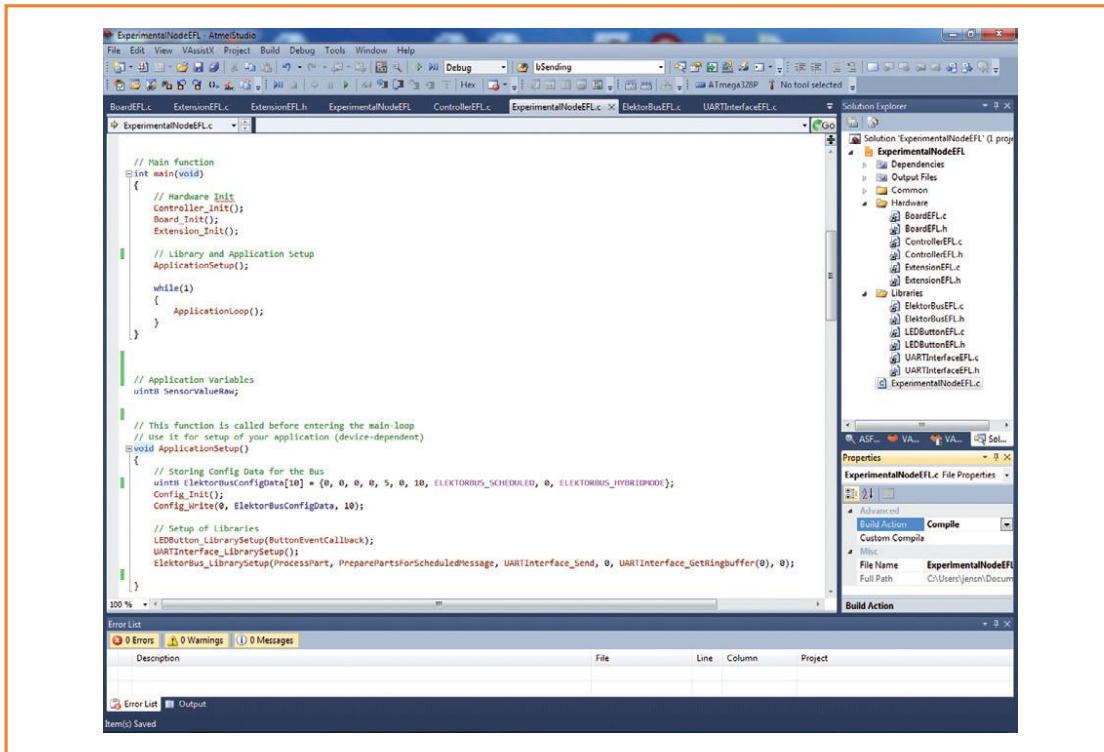 ExperimentalNodeEFL - AtmelStudio
File Edit View VAssistX Project Build Debug Tools Window Help
Debug bSending
Hex ATmega328P No tool selected
BoardEFL.c ExtensionEFL.c ExtensionEFL.h ExperimentalNodeEFL ControllerEFL.c ExperimentalNodeEFL.c ElektorBusEFL.c UARTInterfaceEFL.c
ExperimentalNodeEFL.c Go
// Main function
int main(void)
{
// Hardware Init
Controller_Init();
Board_Init();
Extension_Init();
// Library and Application Setup
ApplicationSetup();
while(1)
{
ApplicationLoop();
}
}
// Application Variables
uint8 SensorValueRaw;
// This function is called before entering the main-loop
// Use it for setup of your application (device-dependent)
void ApplicationSetup()
{
// Storing Config Data for the Bus
uint8 ElektorBusConfigData[10] = {0, 0, 0, 0, 5, 0, 10, ELEKTORBUS_SCHEDULED, 0, ELEKTORBUS_HYBRIDMODE};
Config_Init();
Config_Write(0, ElektorBusConfigData, 10);
// Setup of Libraries
LEDButton_LibrarySetup(ButtonEventCallback);
UARTInterface_LibrarySetup();
ElektorBus_LibrarySetup(ProcessPart, PreparePartsForScheduledMessage, UARTInterface_Send, 0, UARTInterface_GetRingbuffer(0), 0);
}
100 %
Solution Explorer
Solution 'ExperimentalNodeEFL' (1 proje
ExperimentalNodeEFL
Dependencies
Output Files
Common
Hardware
BoardEFL.c
BoardEFL.h
ControllerEFL.c
ControllerEFL.h
ExtensionEFL.c
ExtensionEFL.h
Libraries
ElektorBusEFL.c
ElektorBusEFL.h
LEDButtonEFL.c
LEDButtonEFL.h
UARTInterfaceEFL.c
UARTInterfaceEFL.h
ExperimentalNodeEFL.c
ASF... VA... VA... Sol...
Properties
ExperimentalNodeEFL.c File Properties
Advanced
Build Action Compile
Custom Compila
Misc
File Name ExperimentalNodeEFL
Full Path C:\Users\jensn\Docum
Build Action
Error List
0 Errors 0 Warnings 0 Messages
Description File Line Column Project
Error List Output
Item(s) Saved